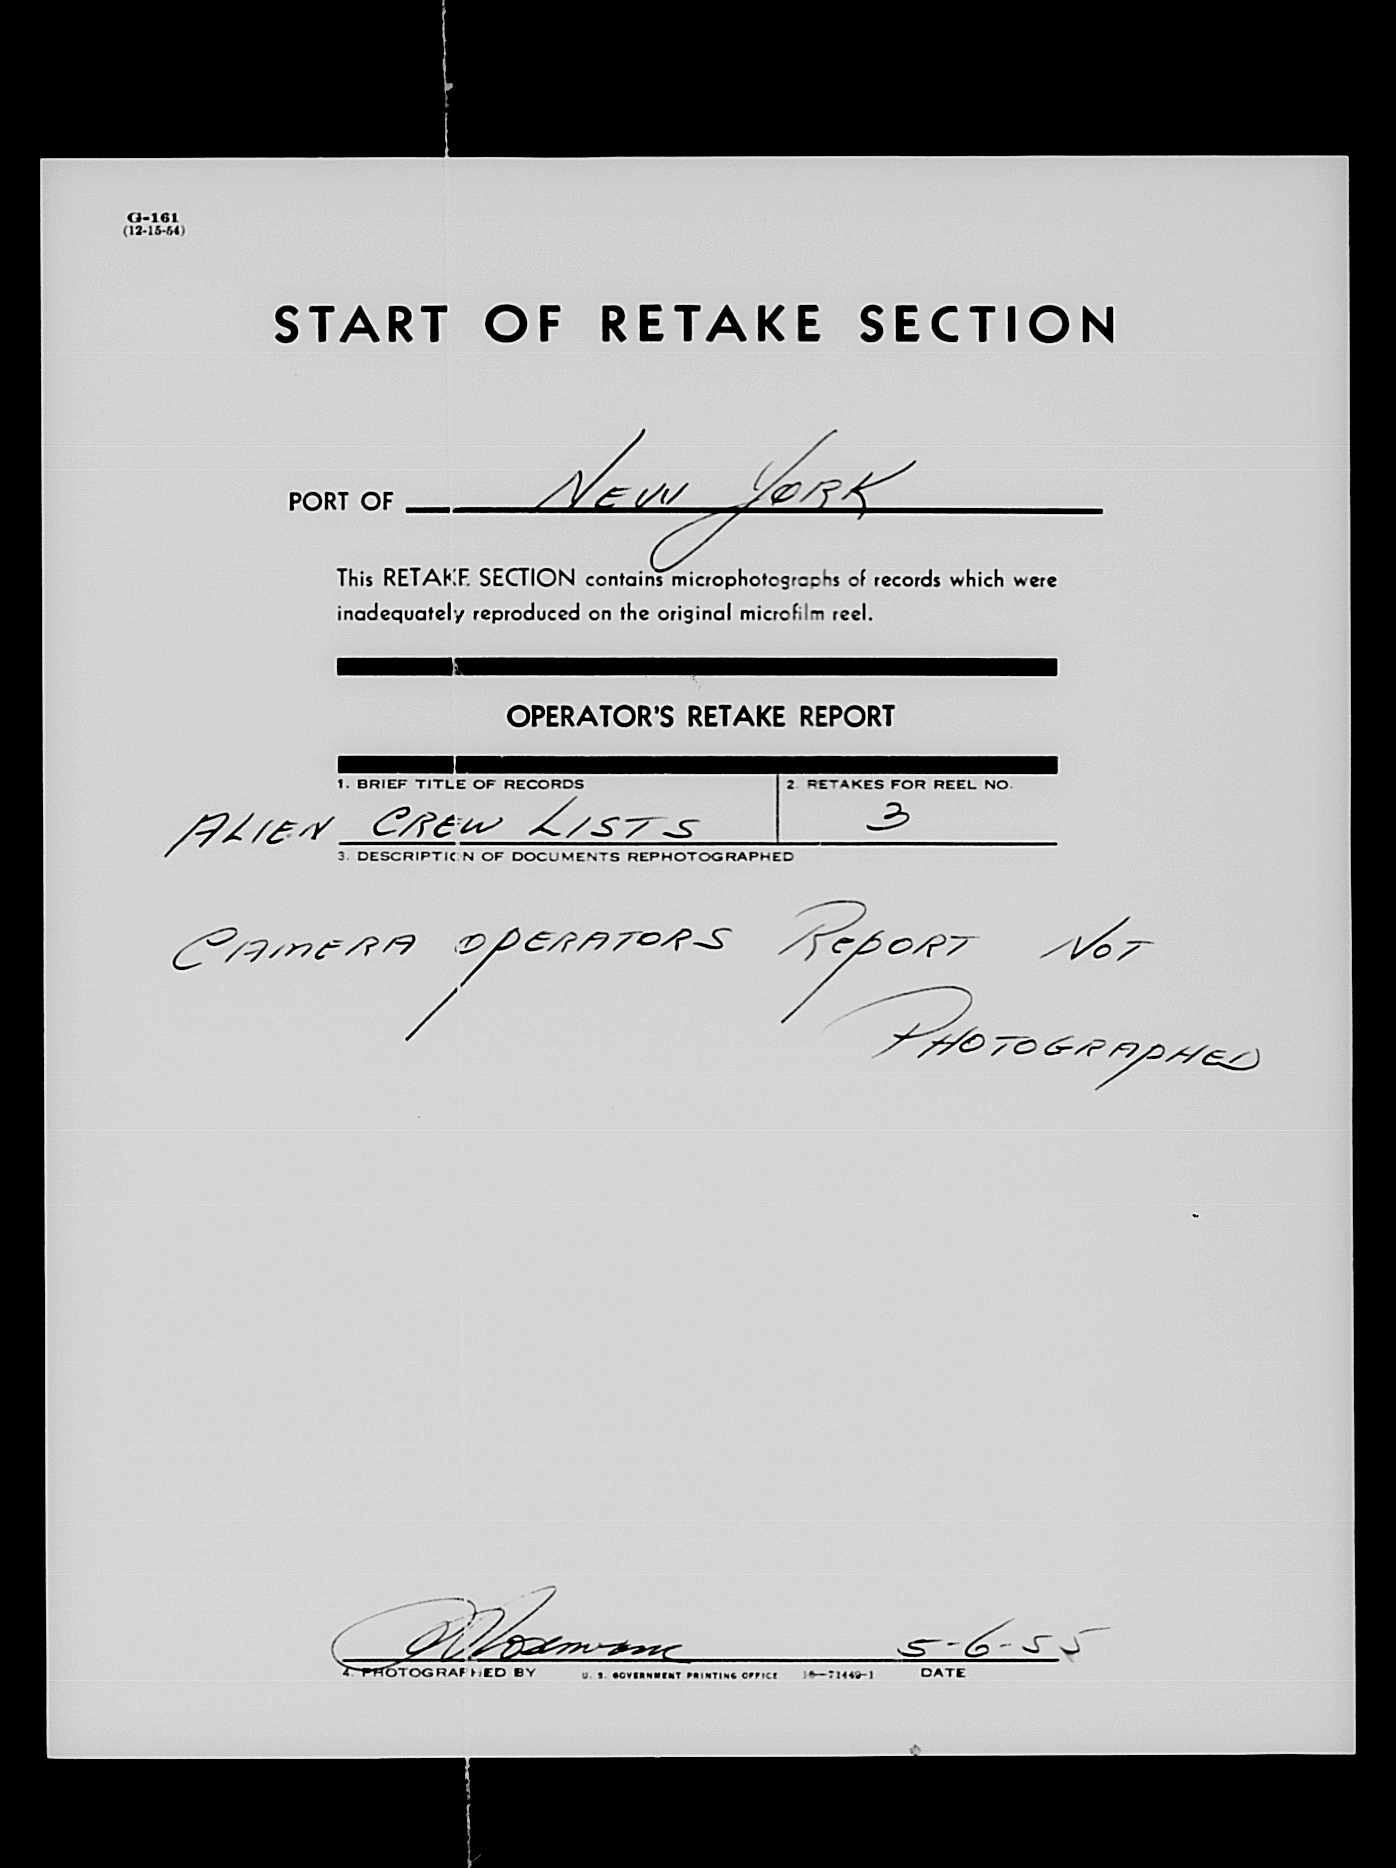 G-161
(12-15-54)
START OF RETAKE SECTION
PORT OF NEW YORK
This RETAKE SECTION contains microphotographs of records which were
inadequately reproduced on the original microfilm reel.
OPERATOR'S RETAKE REPORT
1. BRIEF TITLE OF RECORDS 2. RETAKES FOR REEL NO.
ALIEN CREW LISTS 3
3. DESCRIPTION OF DOCUMENTS REPHOTOGRAPHED
CAMERA OPERATORS REPORT NOT
PHOTOGRAPHED
5-6-55
4. PHOTOGRAPHED BY U. S. GOVERNMENT PRINTING OFFICE 16—71449-1 DATE